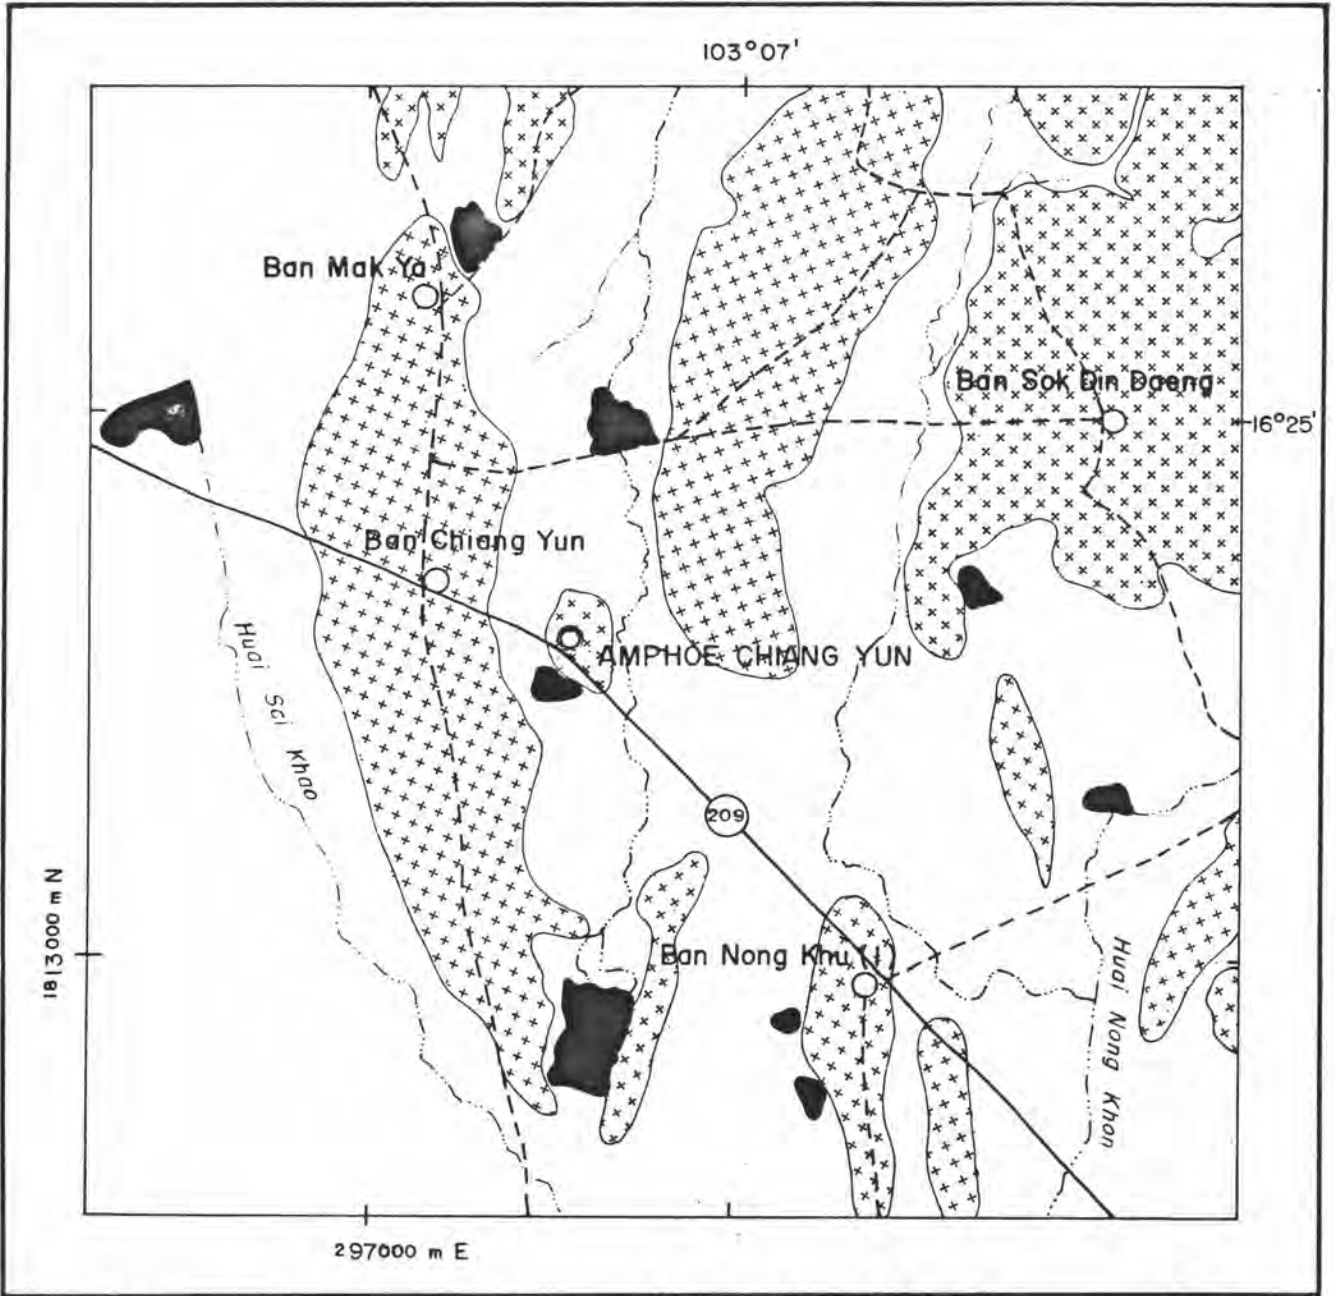 103°07'
Ban Mak Ya
Ban Sok Din Daeng
16°25'
Ban Chiang Yun
AMPHOE CHIANG YUN
Huai Sai Khao
209
1813000 m N
Ban Nong Khu
Huai Nong Khon
297000 m E